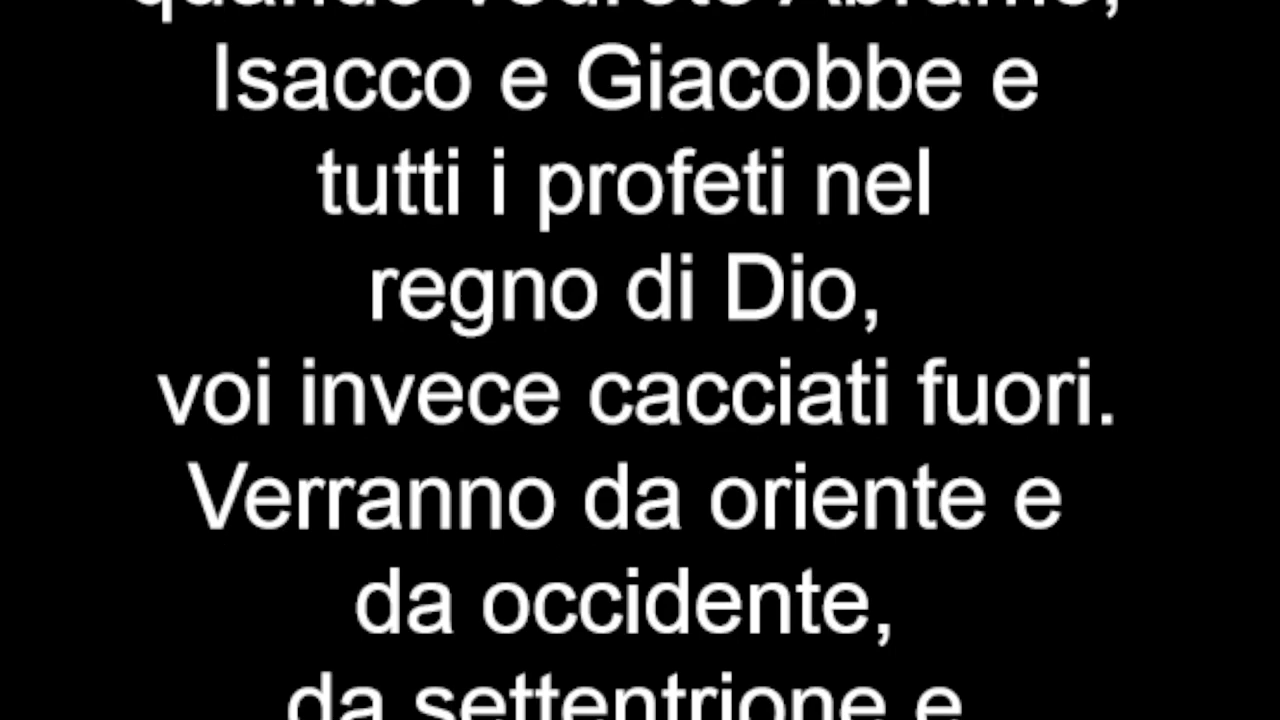 quando vedrete Abramo,
Isacco e Giacobbe e
tutti i profeti nel
regno di Dio,
voi invece cacciati fuori.
Verranno da oriente e
da occidente,
da settentrione e